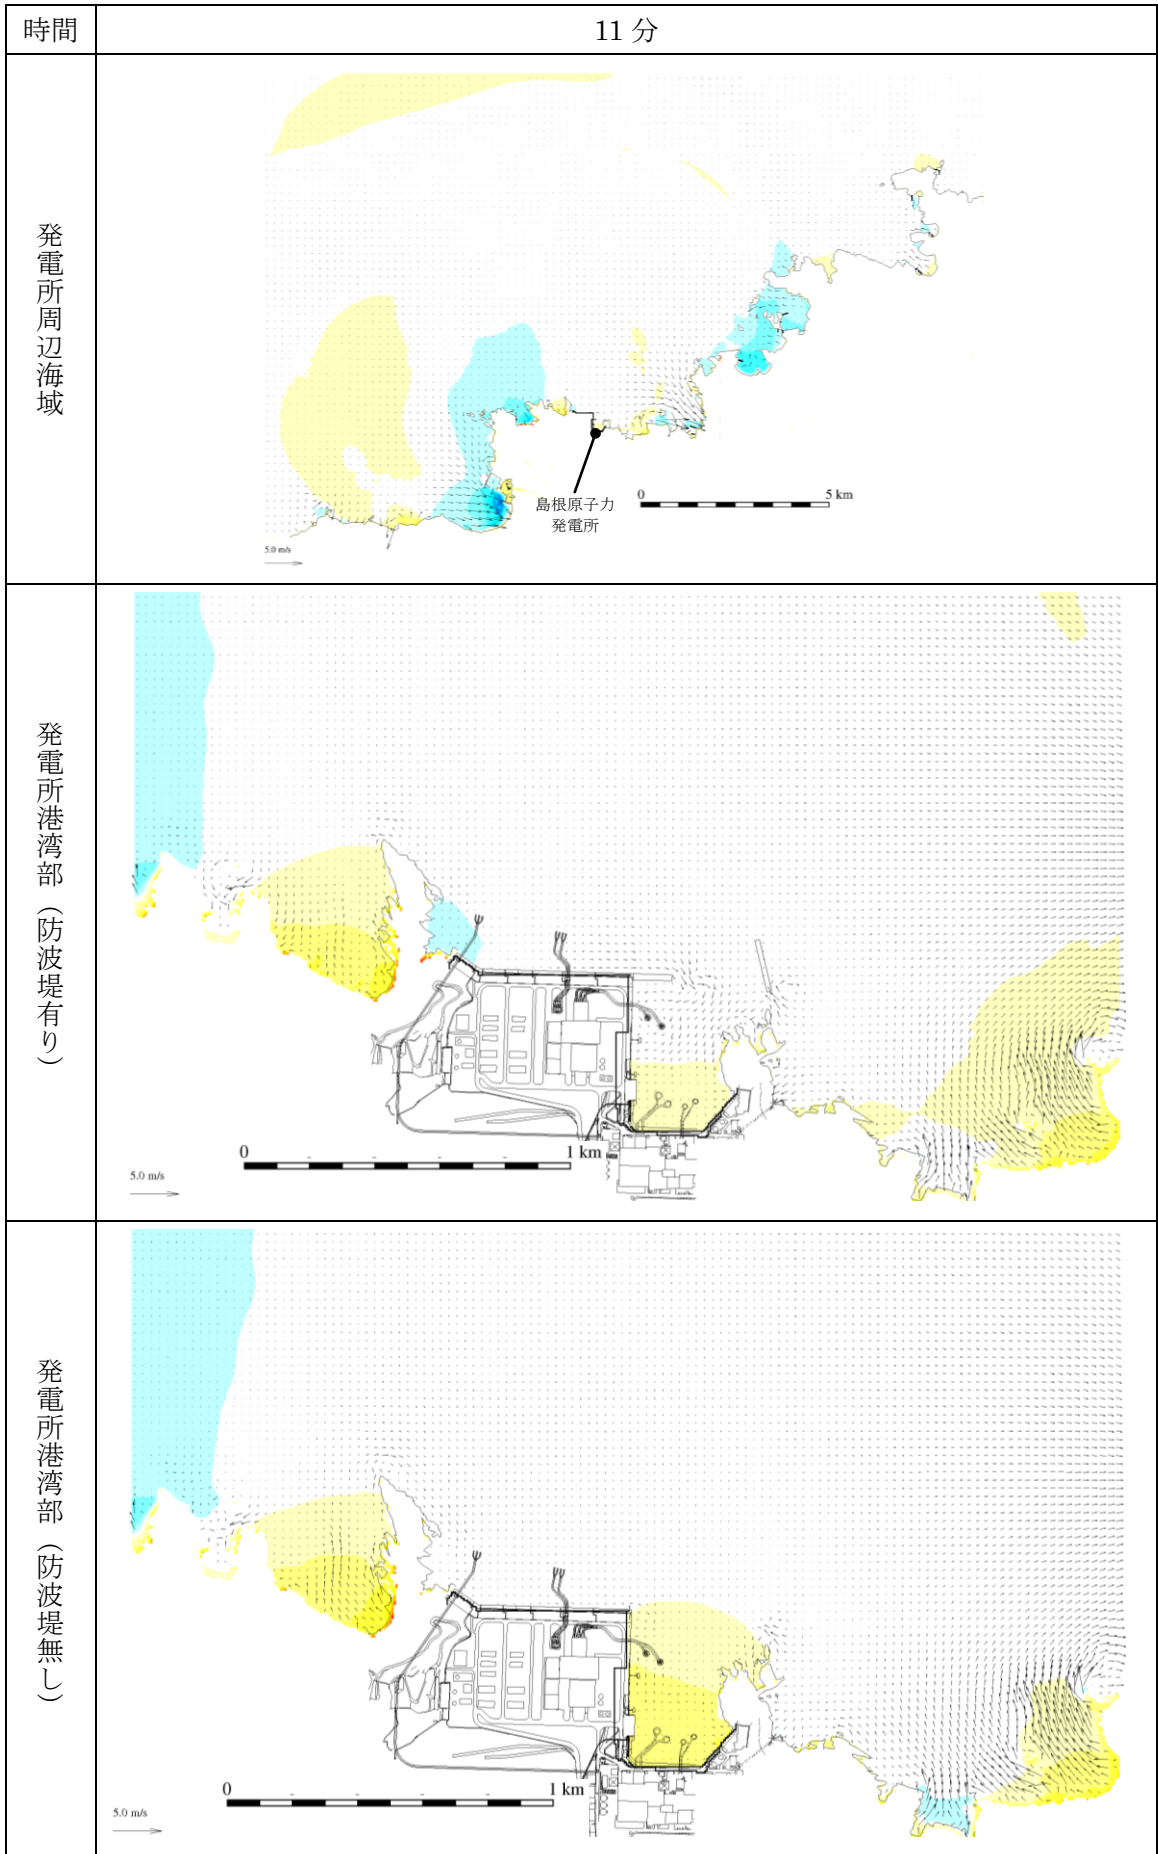 時間
11 分
発電所周辺海域
島根原子力
発電所
0 5 km
5.0 m/s
発電所港湾部（防波堤有り）
0 1 km
5.0 m/s
発電所港湾部（防波堤無し）
0 1 km
5.0 m/s